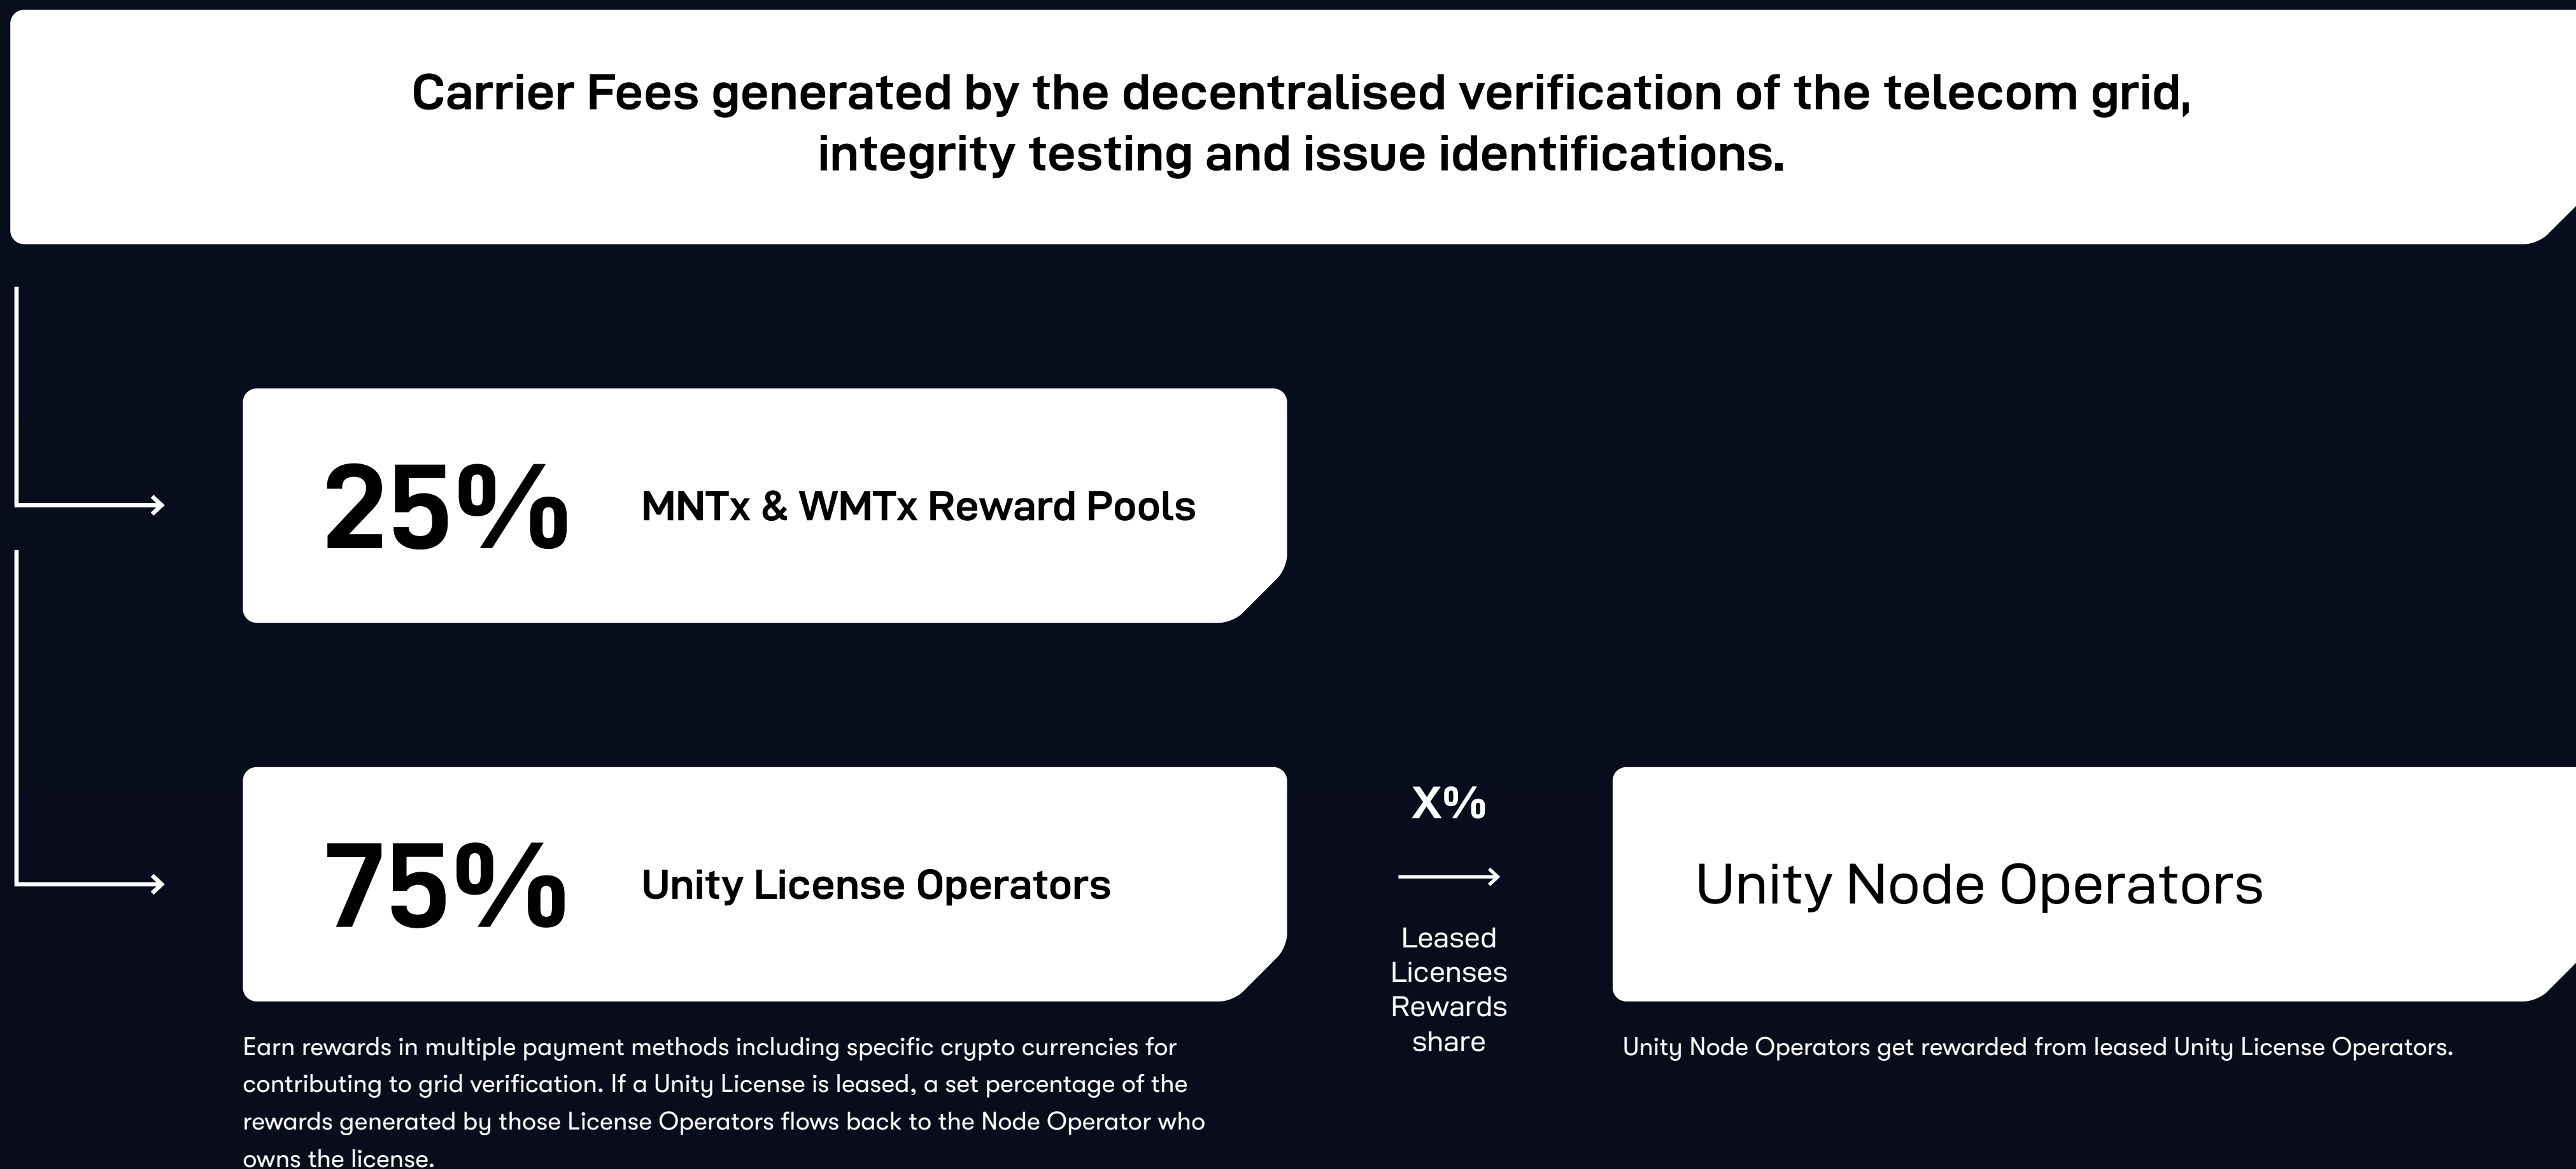 Carrier Fees generated by the decentralised verification of the telecom grid,
integrity testing and issue identifications.
25%
MNTx & WMTx Reward Pools
75%
Unity License Operators
X%
Leased
Licenses
Rewards
share
Unity Node Operators
Earn rewards in multiple payment methods including specific crypto currencies for
contributing to grid verification. If a Unity License is leased, a set percentage of the
rewards generated by those License Operators flows back to the Node Operator who
owns the license.
Unity Node Operators get rewarded from leased Unity License Operators.